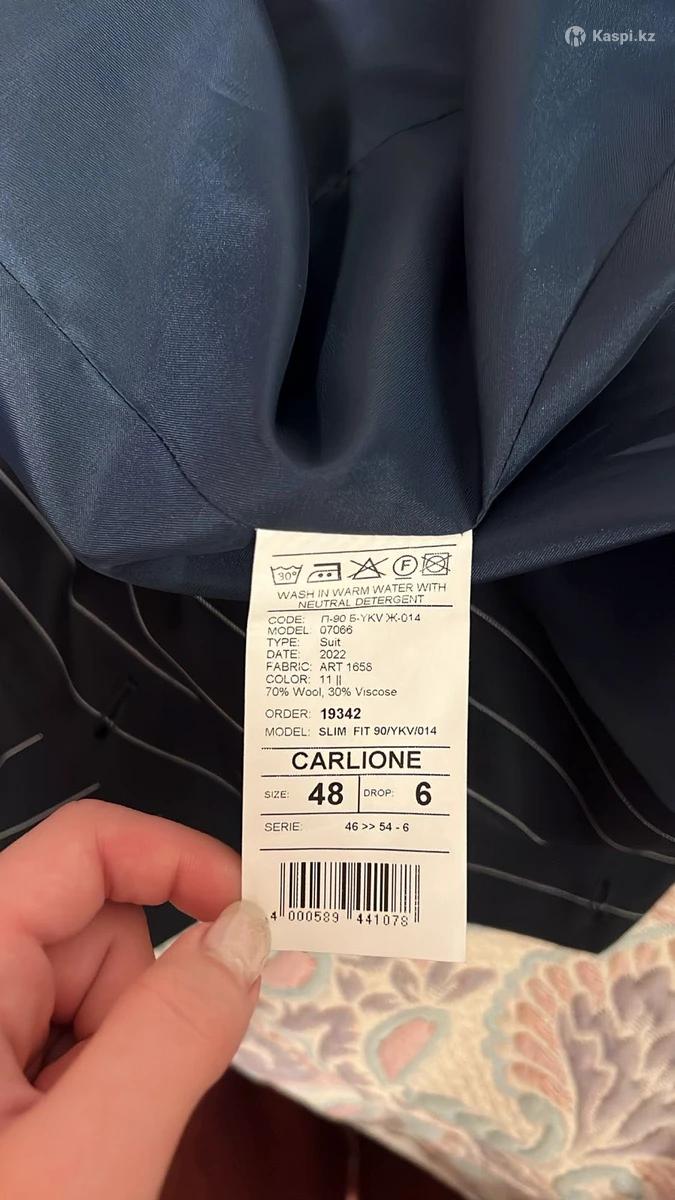 Kaspi.kz
30°
F
WASH IN WARM WATER WITH
NEUTRAL DETERGENT
CODE: П-90 Б-YKV Ж-014
MODEL: 07066
TYPE: Suit
DATE: 2022
FABRIC: ART 1658
COLOR: 11 ||
70% Wool, 30% Viscose
ORDER: 19342
MODEL: SLIM FIT 90/YKV/014
CARLIONE
SIZE: 48 DROP: 6
SERIE: 46 >> 54 - 6
4 000589 441078